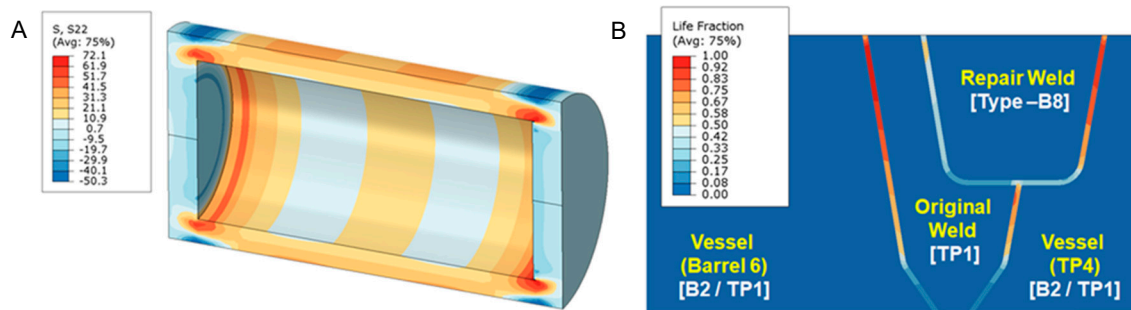 A
S, S22
(Avg: 75%)
72.1
61.9
51.7
41.5
31.3
21.1
10.9
0.7
-9.5
-19.7
-29.9
-40.1
-50.3
B
Life Fraction
(Avg: 75%)
1.00
0.92
0.83
0.75
0.67
0.58
0.50
0.42
0.33
0.25
0.17
0.08
0.00
Repair Weld
[Type –B8]
Original
Weld
[TP1]
Vessel
(Barrel 6)
[B2 / TP1]
Vessel
(TP4)
[B2 / TP1]